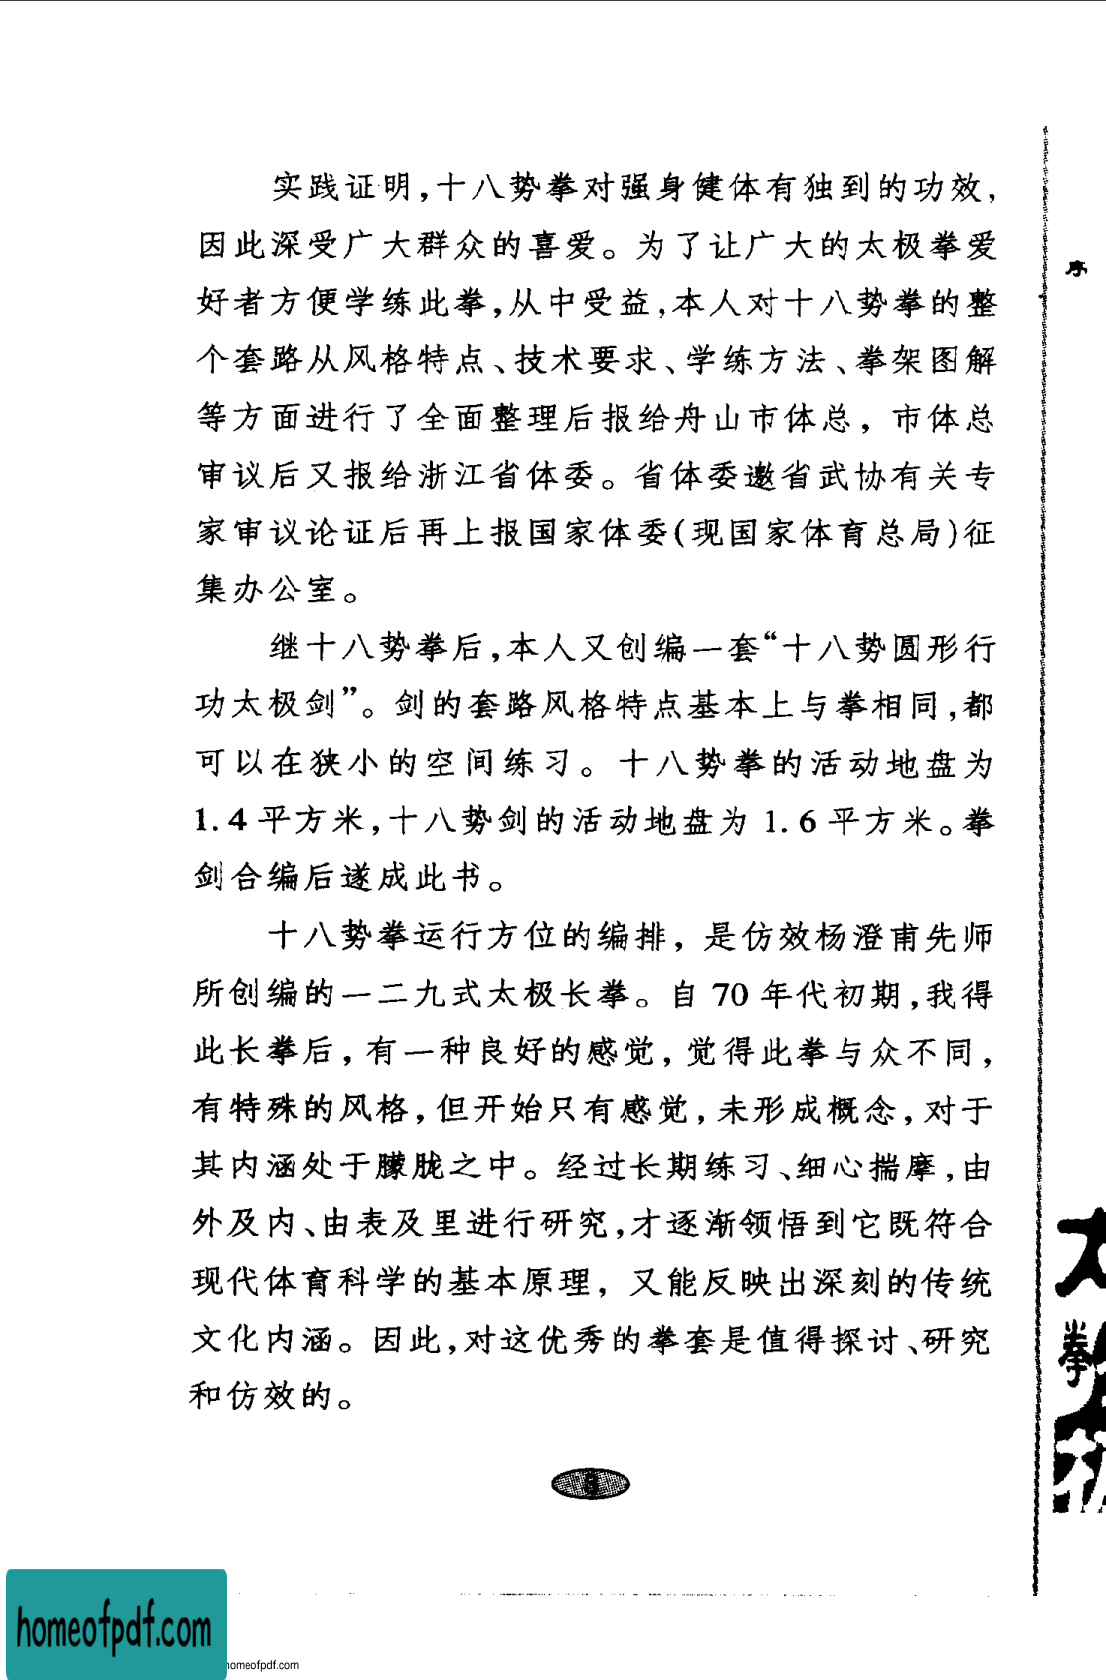 实践证明,十八势拳对强身健体有独到的功效,
因此深受广大群众的喜爱。为了让广大的太极拳爱
好者方便学练此拳,从中受益,本人对十八势拳的整
个套路从风格特点、技术要求、学练方法、拳架图解
等方面进行了全面整理后报给舟山市体总,市体总
审议后又报给浙江省体委。省体委邀省武协有关专
家审议论证后再上报国家体委(现国家体育总局)征
集办公室。
继十八势拳后,本人又创编一套“十八势圆形行
功太极剑”。剑的套路风格特点基本上与拳相同,都
可以在狭小的空间练习。十八势拳的活动地盘为
1.4平方米,十八势剑的活动地盘为1.6平方米。拳
剑合编后遂成此书。
十八势拳运行方位的编排,是仿效杨澄甫先师
所创编的一二九式太极长拳。自70年代初期,我得
此长拳后,有一种良好的感觉,觉得此拳与众不同,
有特殊的风格,但开始只有感觉,未形成概念,对于
其内涵处于朦胧之中。经过长期练习、细心揣摩,由
外及内、由表及里进行研究,才逐渐领悟到它既符合
现代体育科学的基本原理,又能反映出深刻的传统
文化内涵。因此,对这优秀的拳套是值得探讨、研究
和仿效的。
序
太
拳
homeofpdf.com
homeofpdf.com